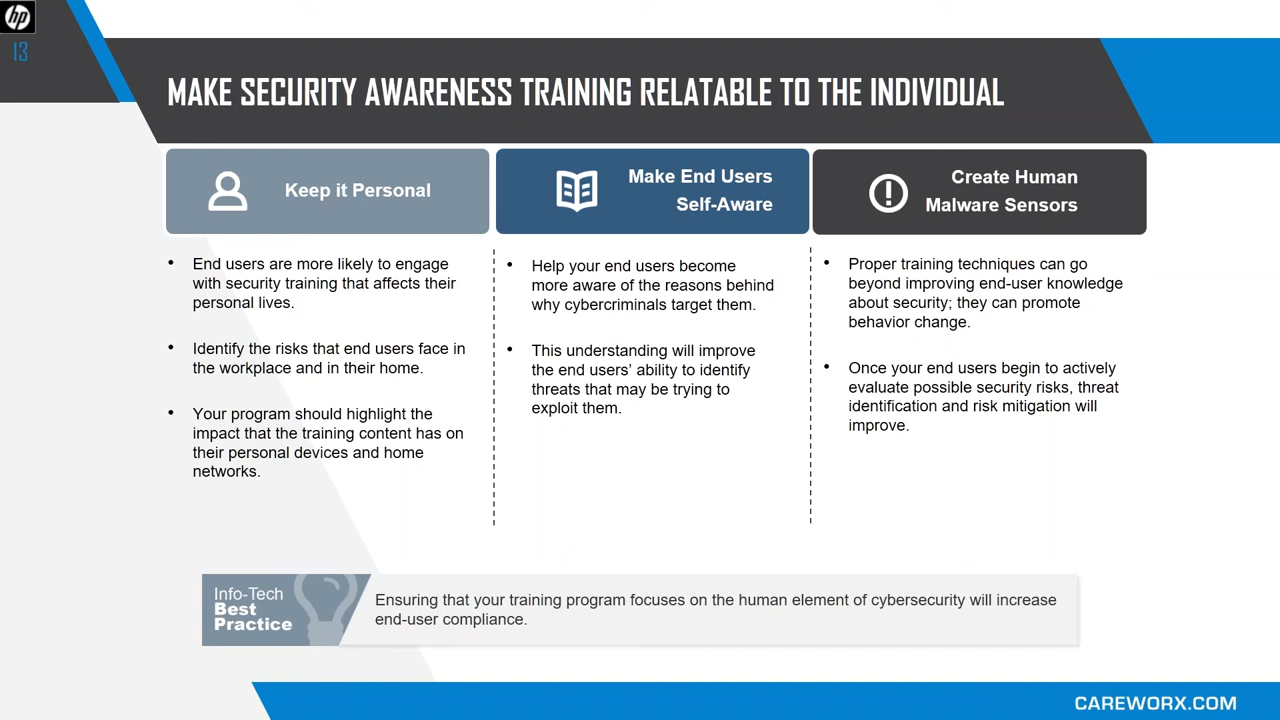 hp
13
MAKE SECURITY AWARENESS TRAINING RELATABLE TO THE INDIVIDUAL
Keep it Personal
• End users are more likely to engage
with security training that affects their
personal lives.
• Identify the risks that end users face in
the workplace and in their home.
• Your program should highlight the
impact that the training content has on
their personal devices and home
networks.
Make End Users
Self-Aware
• Help your end users become
more aware of the reasons behind
why cybercriminals target them.
• This understanding will improve
the end users’ ability to identify
threats that may be trying to
exploit them.
Create Human
Malware Sensors
• Proper training techniques can go
beyond improving end-user knowledge
about security; they can promote
behavior change.
• Once your end users begin to actively
evaluate possible security risks, threat
identification and risk mitigation will
improve.
Info-Tech
Best
Practice
Ensuring that your training program focuses on the human element of cybersecurity will increase
end-user compliance.
CAREWORX.COM